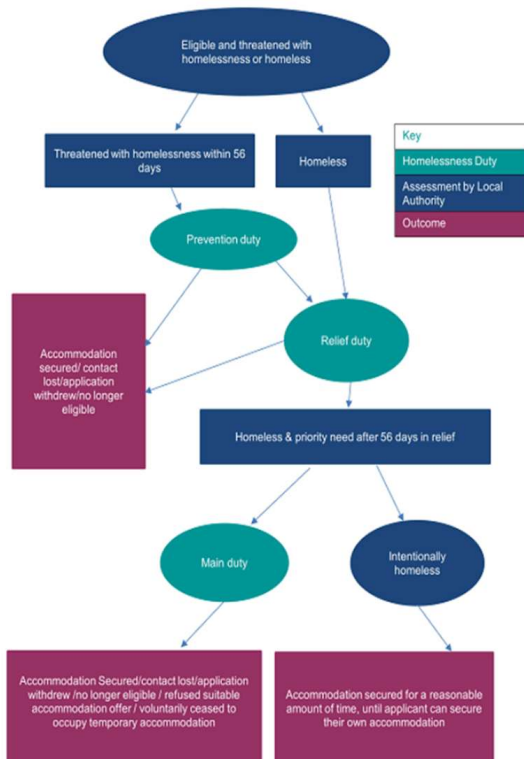 Eligible and threatened with
homelessness or homeless
Key
Homelessness Duty
Assessment by Local
Authority
Outcome
Threatened with homelessness within 56
days
Homeless
Prevention duty
Accommodation
secured/ contact
lost/application
withdrew/no longer
eligible
Relief duty
Homeless & priority need after 56 days in relief
Main duty
Intentionally
homeless
Accommodation Secured/contact lost/application
withdrew /no longer eligible / refused suitable
accommodation offer / voluntarily ceased to
occupy temporary accommodation
Accommodation secured for a reasonable
amount of time, until applicant can secure
their own accommodation